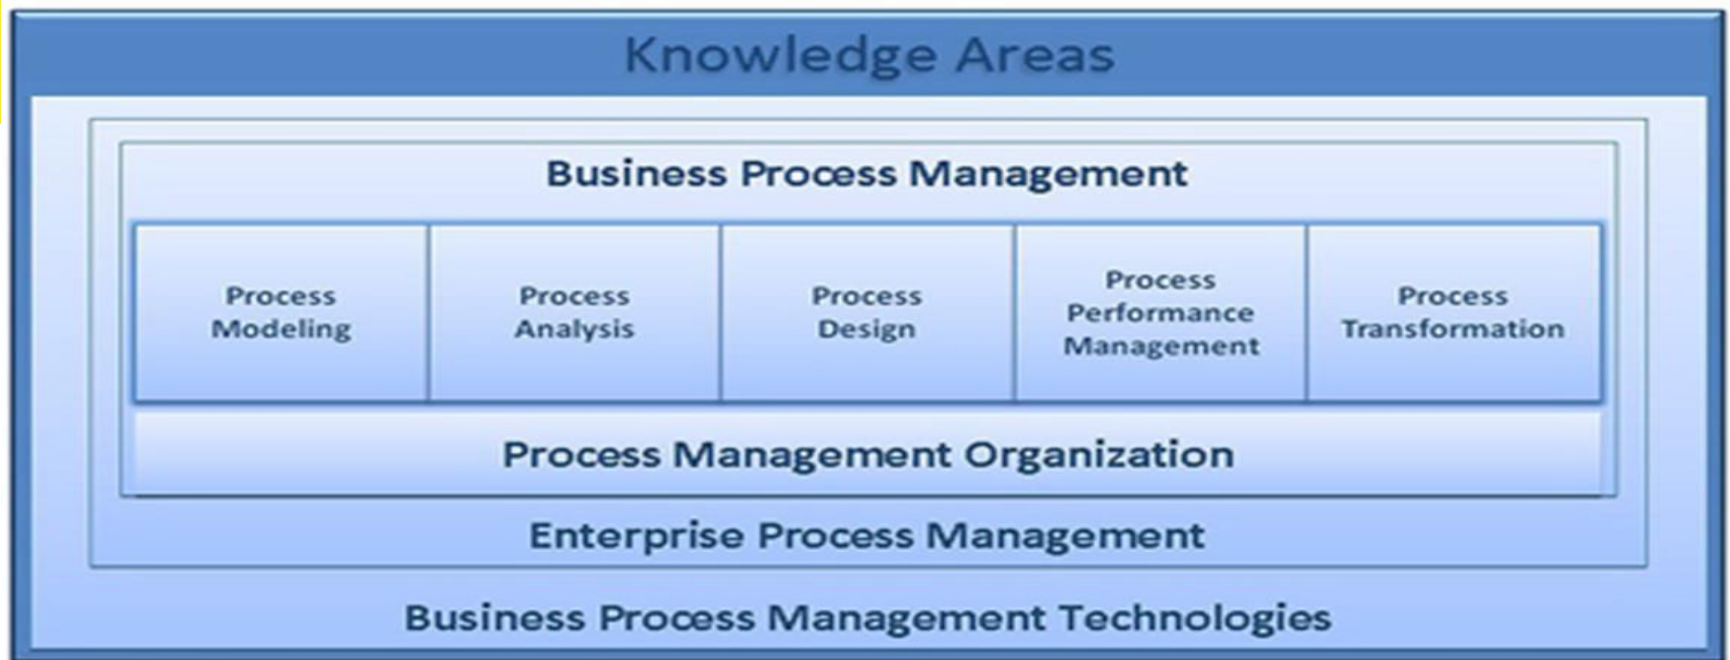 Knowledge Areas
Business Process Management
Process
Modeling
Process
Analysis
Process
Design
Process
Performance
Management
Process
Transformation
Process Management Organization
Enterprise Process Management
Business Process Management Technologies